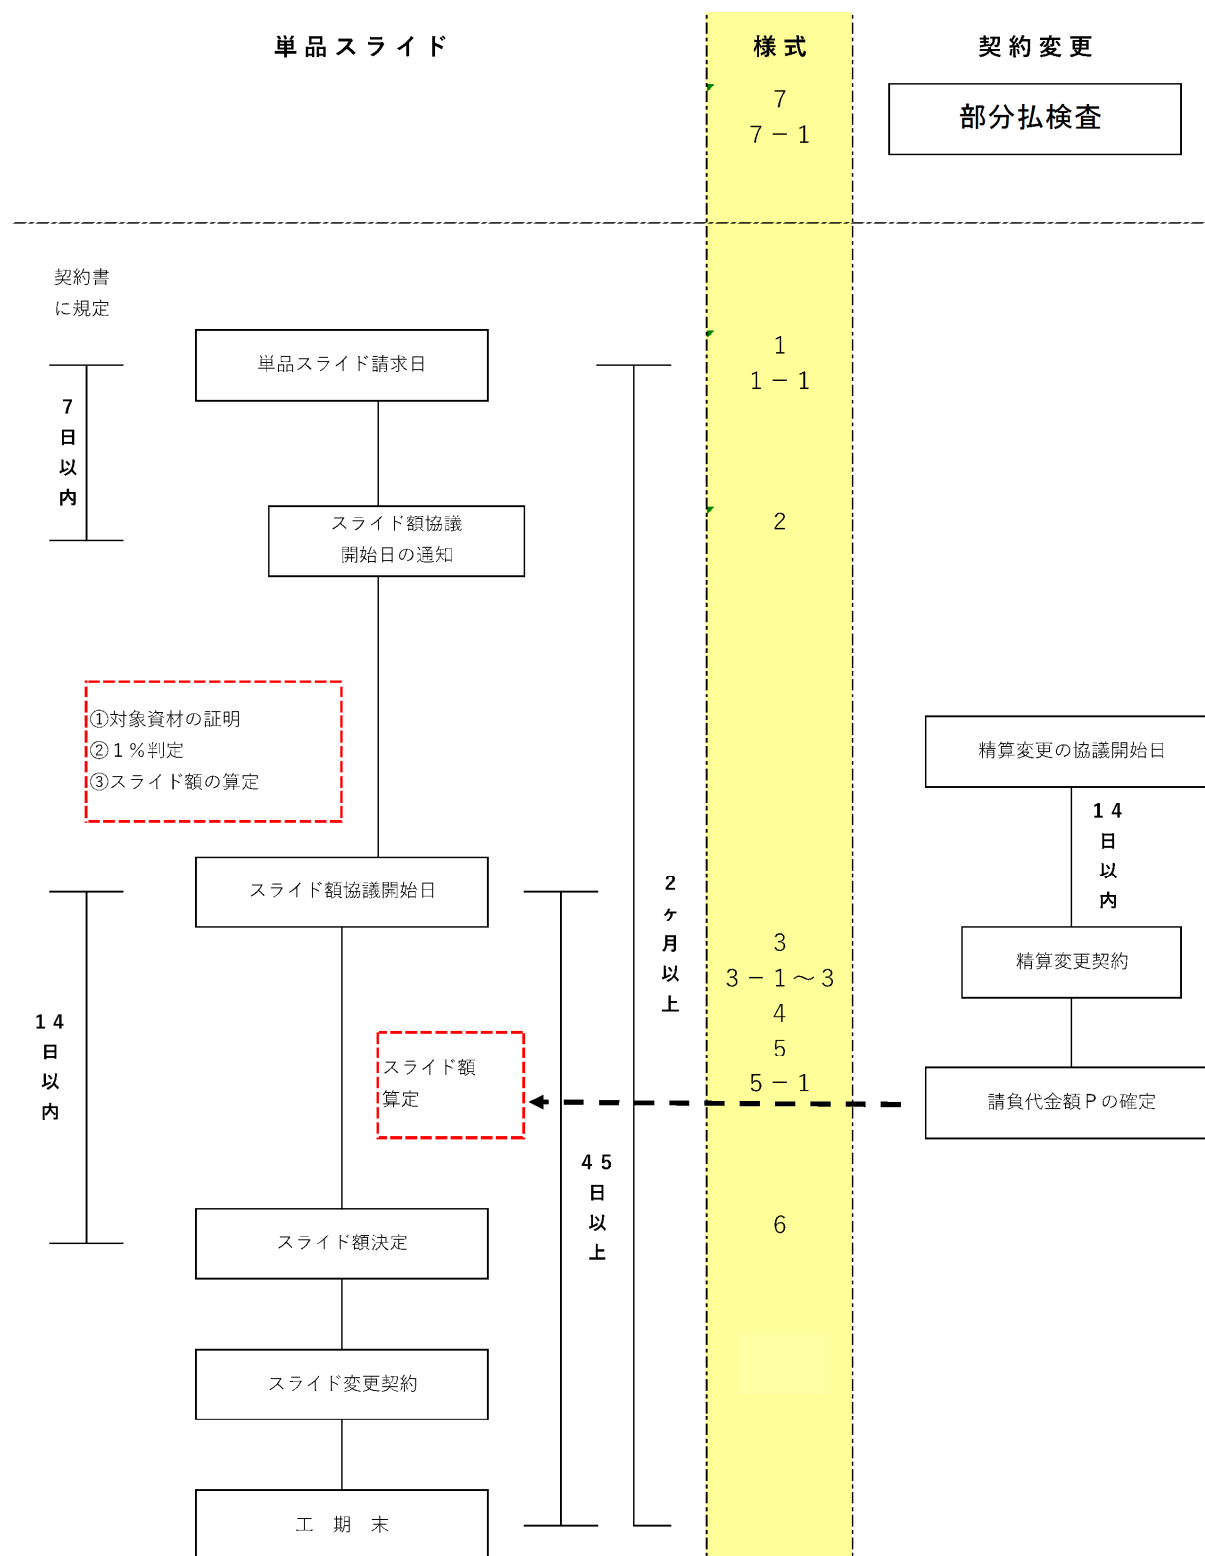 単品スライド
様式
契約変更
7
7－1
部分払検査
契約書
に規定
単品スライド請求日
1
1－1
7日以内
スライド額協議
開始日の通知
2
①対象資材の証明
②１％判定
③スライド額の算定
精算変更の協議開始日
14日以内
スライド額協議開始日
2ヶ月以上
3
3－1～3
4
5
5－1
精算変更契約
14日以内
スライド額
算定
請負代金額Ｐの確定
45日以上
6
スライド額決定
スライド変更契約
工　期　末